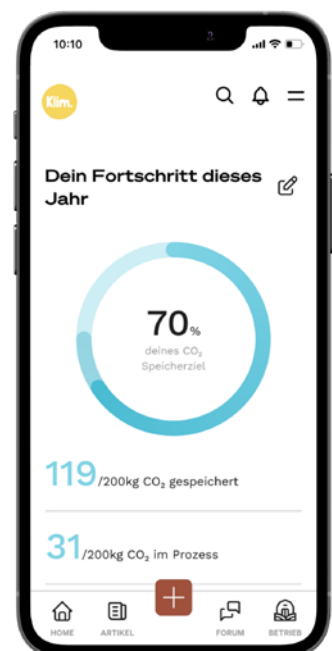 10:10
Klim.
Dein Fortschritt dieses
Jahr
70%
deines CO₂
Speicherziel
119/200kg CO₂ gespeichert
31/200kg CO₂ im Prozess
HOME
ARTIKEL
FORUM
BETRIEB